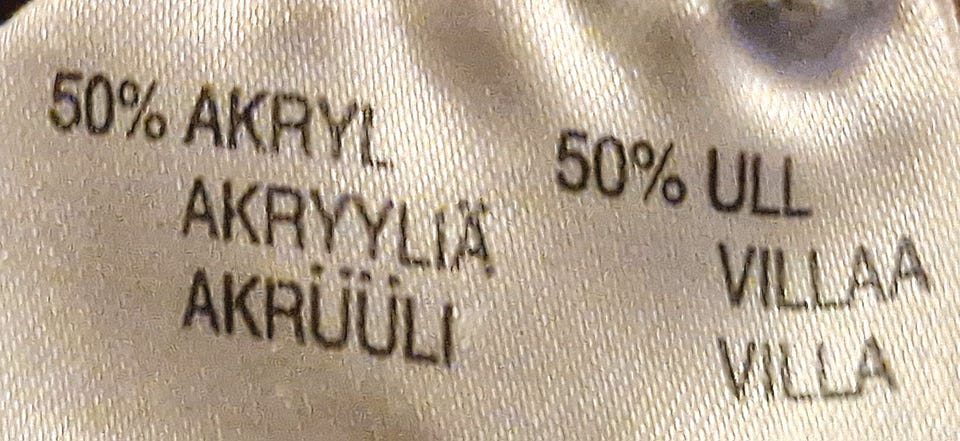 50% AKRYL
AKRYYLIÄ
AKRÜÜLI
50% ULL
VILLAA
VILLA